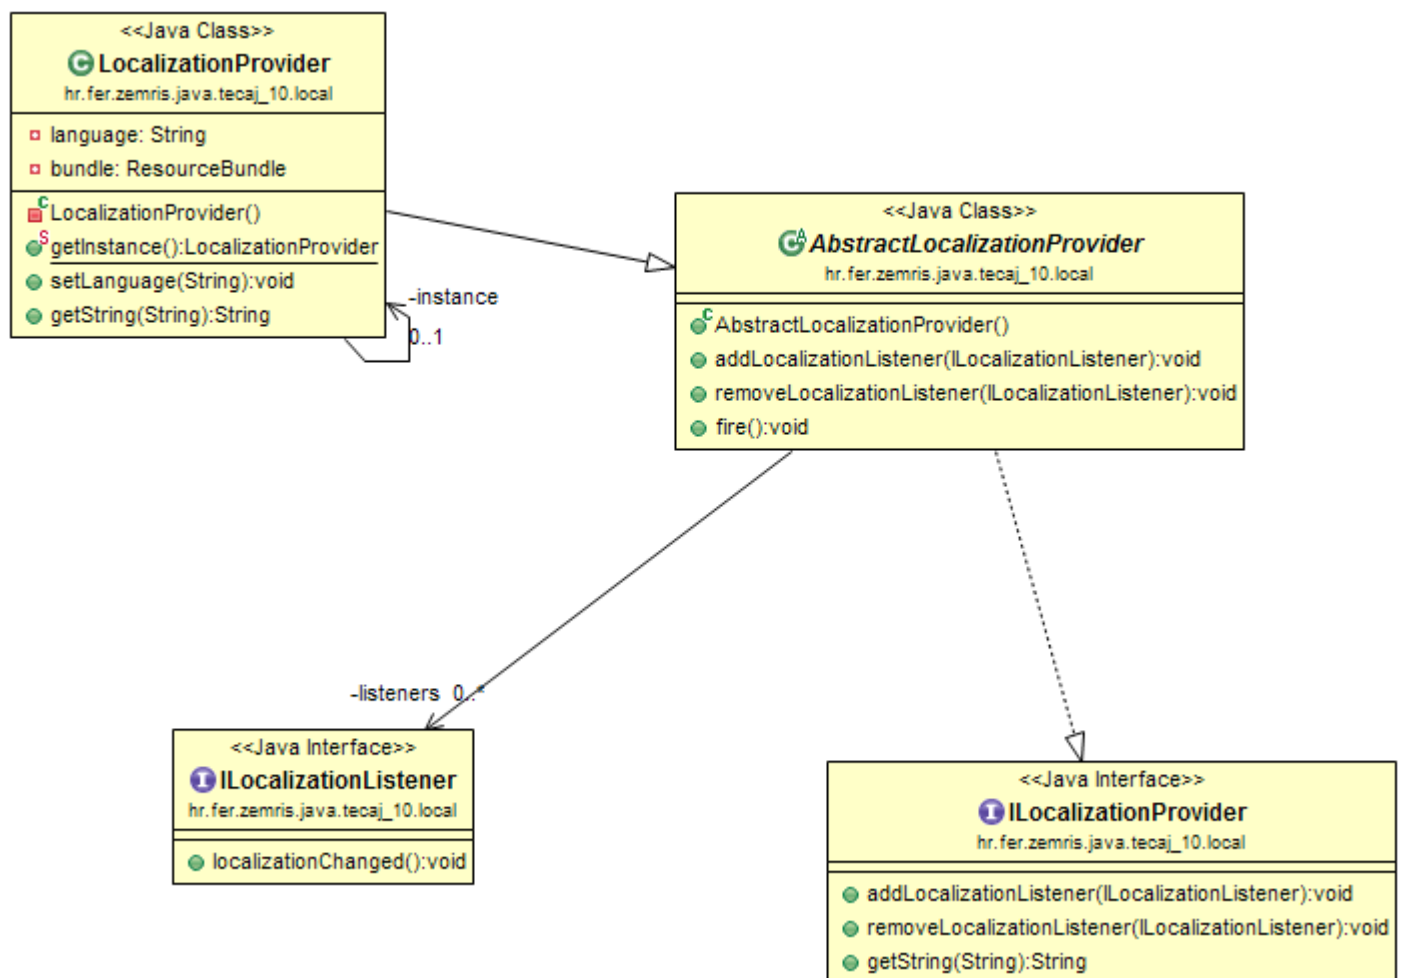 <<Java Class>>
LocalizationProvider
hr.fer.zemris.java.tecaj_10.local
language: String
bundle: ResourceBundle
LocalizationProvider()
getInstance():LocalizationProvider
setLanguage(String):void
getString(String):String
-instance
0..1
<<Java Class>>
AbstractLocalizationProvider
hr.fer.zemris.java.tecaj_10.local
AbstractLocalizationProvider()
addLocalizationListener(ILocalizationListener):void
removeLocalizationListener(ILocalizationListener):void
fire():void
-listeners 0..*
<<Java Interface>>
ILocalizationListener
hr.fer.zemris.java.tecaj_10.local
localizationChanged():void
<<Java Interface>>
ILocalizationProvider
hr.fer.zemris.java.tecaj_10.local
addLocalizationListener(ILocalizationListener):void
removeLocalizationListener(ILocalizationListener):void
getString(String):String